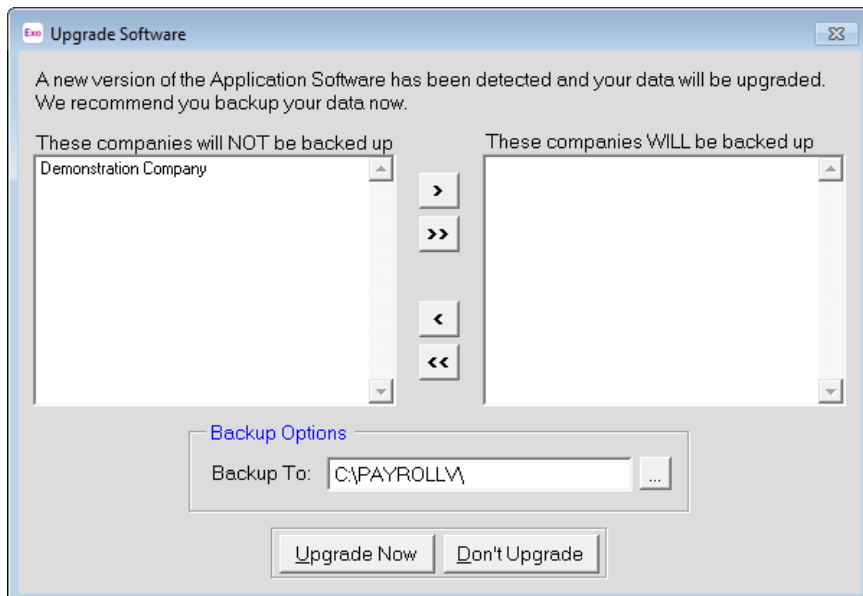 Exo Upgrade Software
A new version of the Application Software has been detected and your data will be upgraded.
We recommend you backup your data now.
These companies will NOT be backed up
These companies WILL be backed up
Demonstration Company
>
>>
<
<<
Backup Options
Backup To: C:\PAYROLLV\ ...
Upgrade Now Don't Upgrade